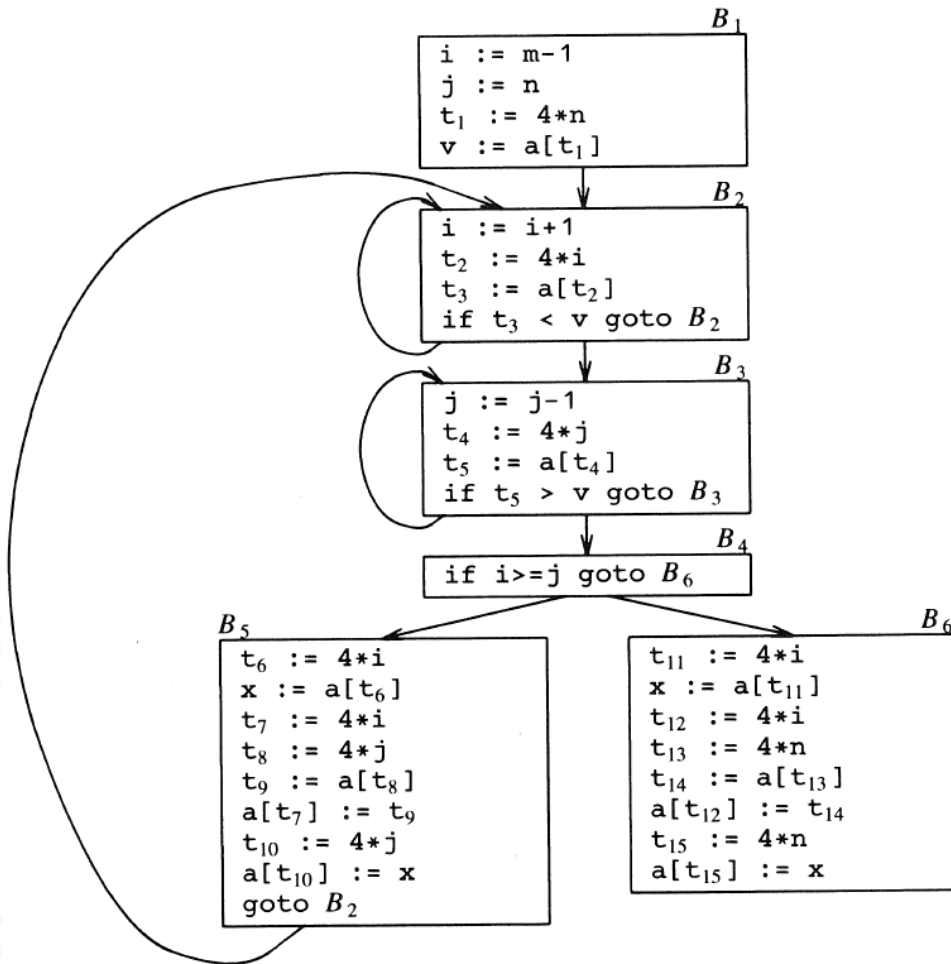 B₁
i := m-1
j := n
t₁ := 4*n
v := a[t₁]
B₂
i := i+1
t₂ := 4*i
t₃ := a[t₂]
if t₃ < v goto B₂
B₃
j := j-1
t₄ := 4*j
t₅ := a[t₄]
if t₅ > v goto B₃
B₄
if i>=j goto B₆
B₅
t₆ := 4*i
x := a[t₆]
t₇ := 4*i
t₈ := 4*j
t₉ := a[t₈]
a[t₇] := t₉
t₁₀ := 4*j
a[t₁₀] := x
goto B₂
B₆
t₁₁ := 4*i
x := a[t₁₁]
t₁₂ := 4*i
t₁₃ := 4*n
t₁₄ := a[t₁₃]
a[t₁₂] := t₁₄
t₁₅ := 4*n
a[t₁₅] := x